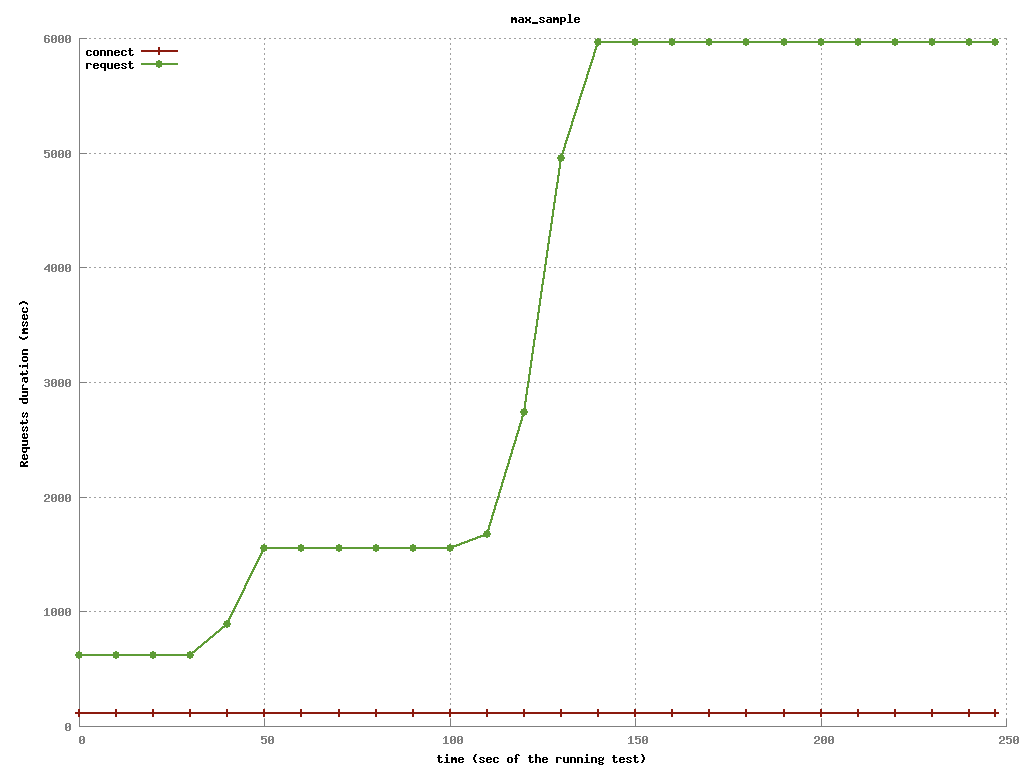 max_sample
connect
request
6000
5000
4000
3000
2000
1000
0
Requests duration (msec)
0 50 100 150 200 250
time (sec of the running test)